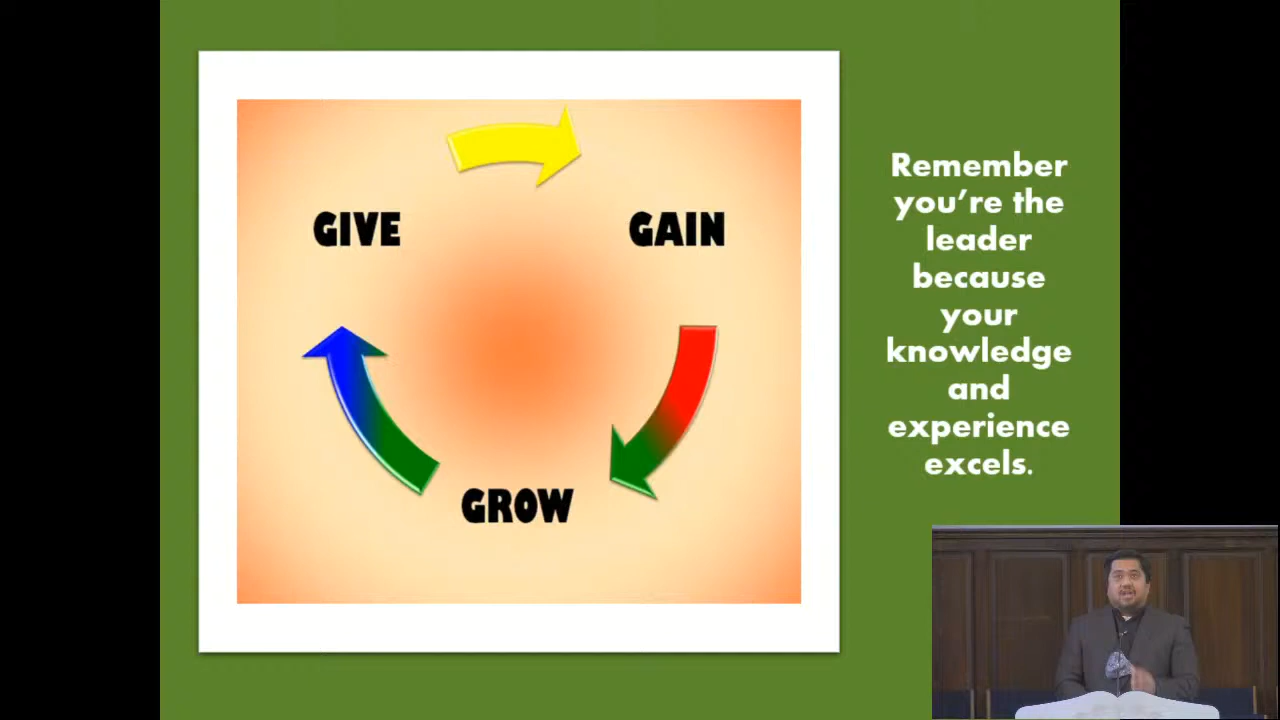 GIVE
GAIN
GROW
Remember
you're the
leader
because
your
knowledge
and
experience
excels.